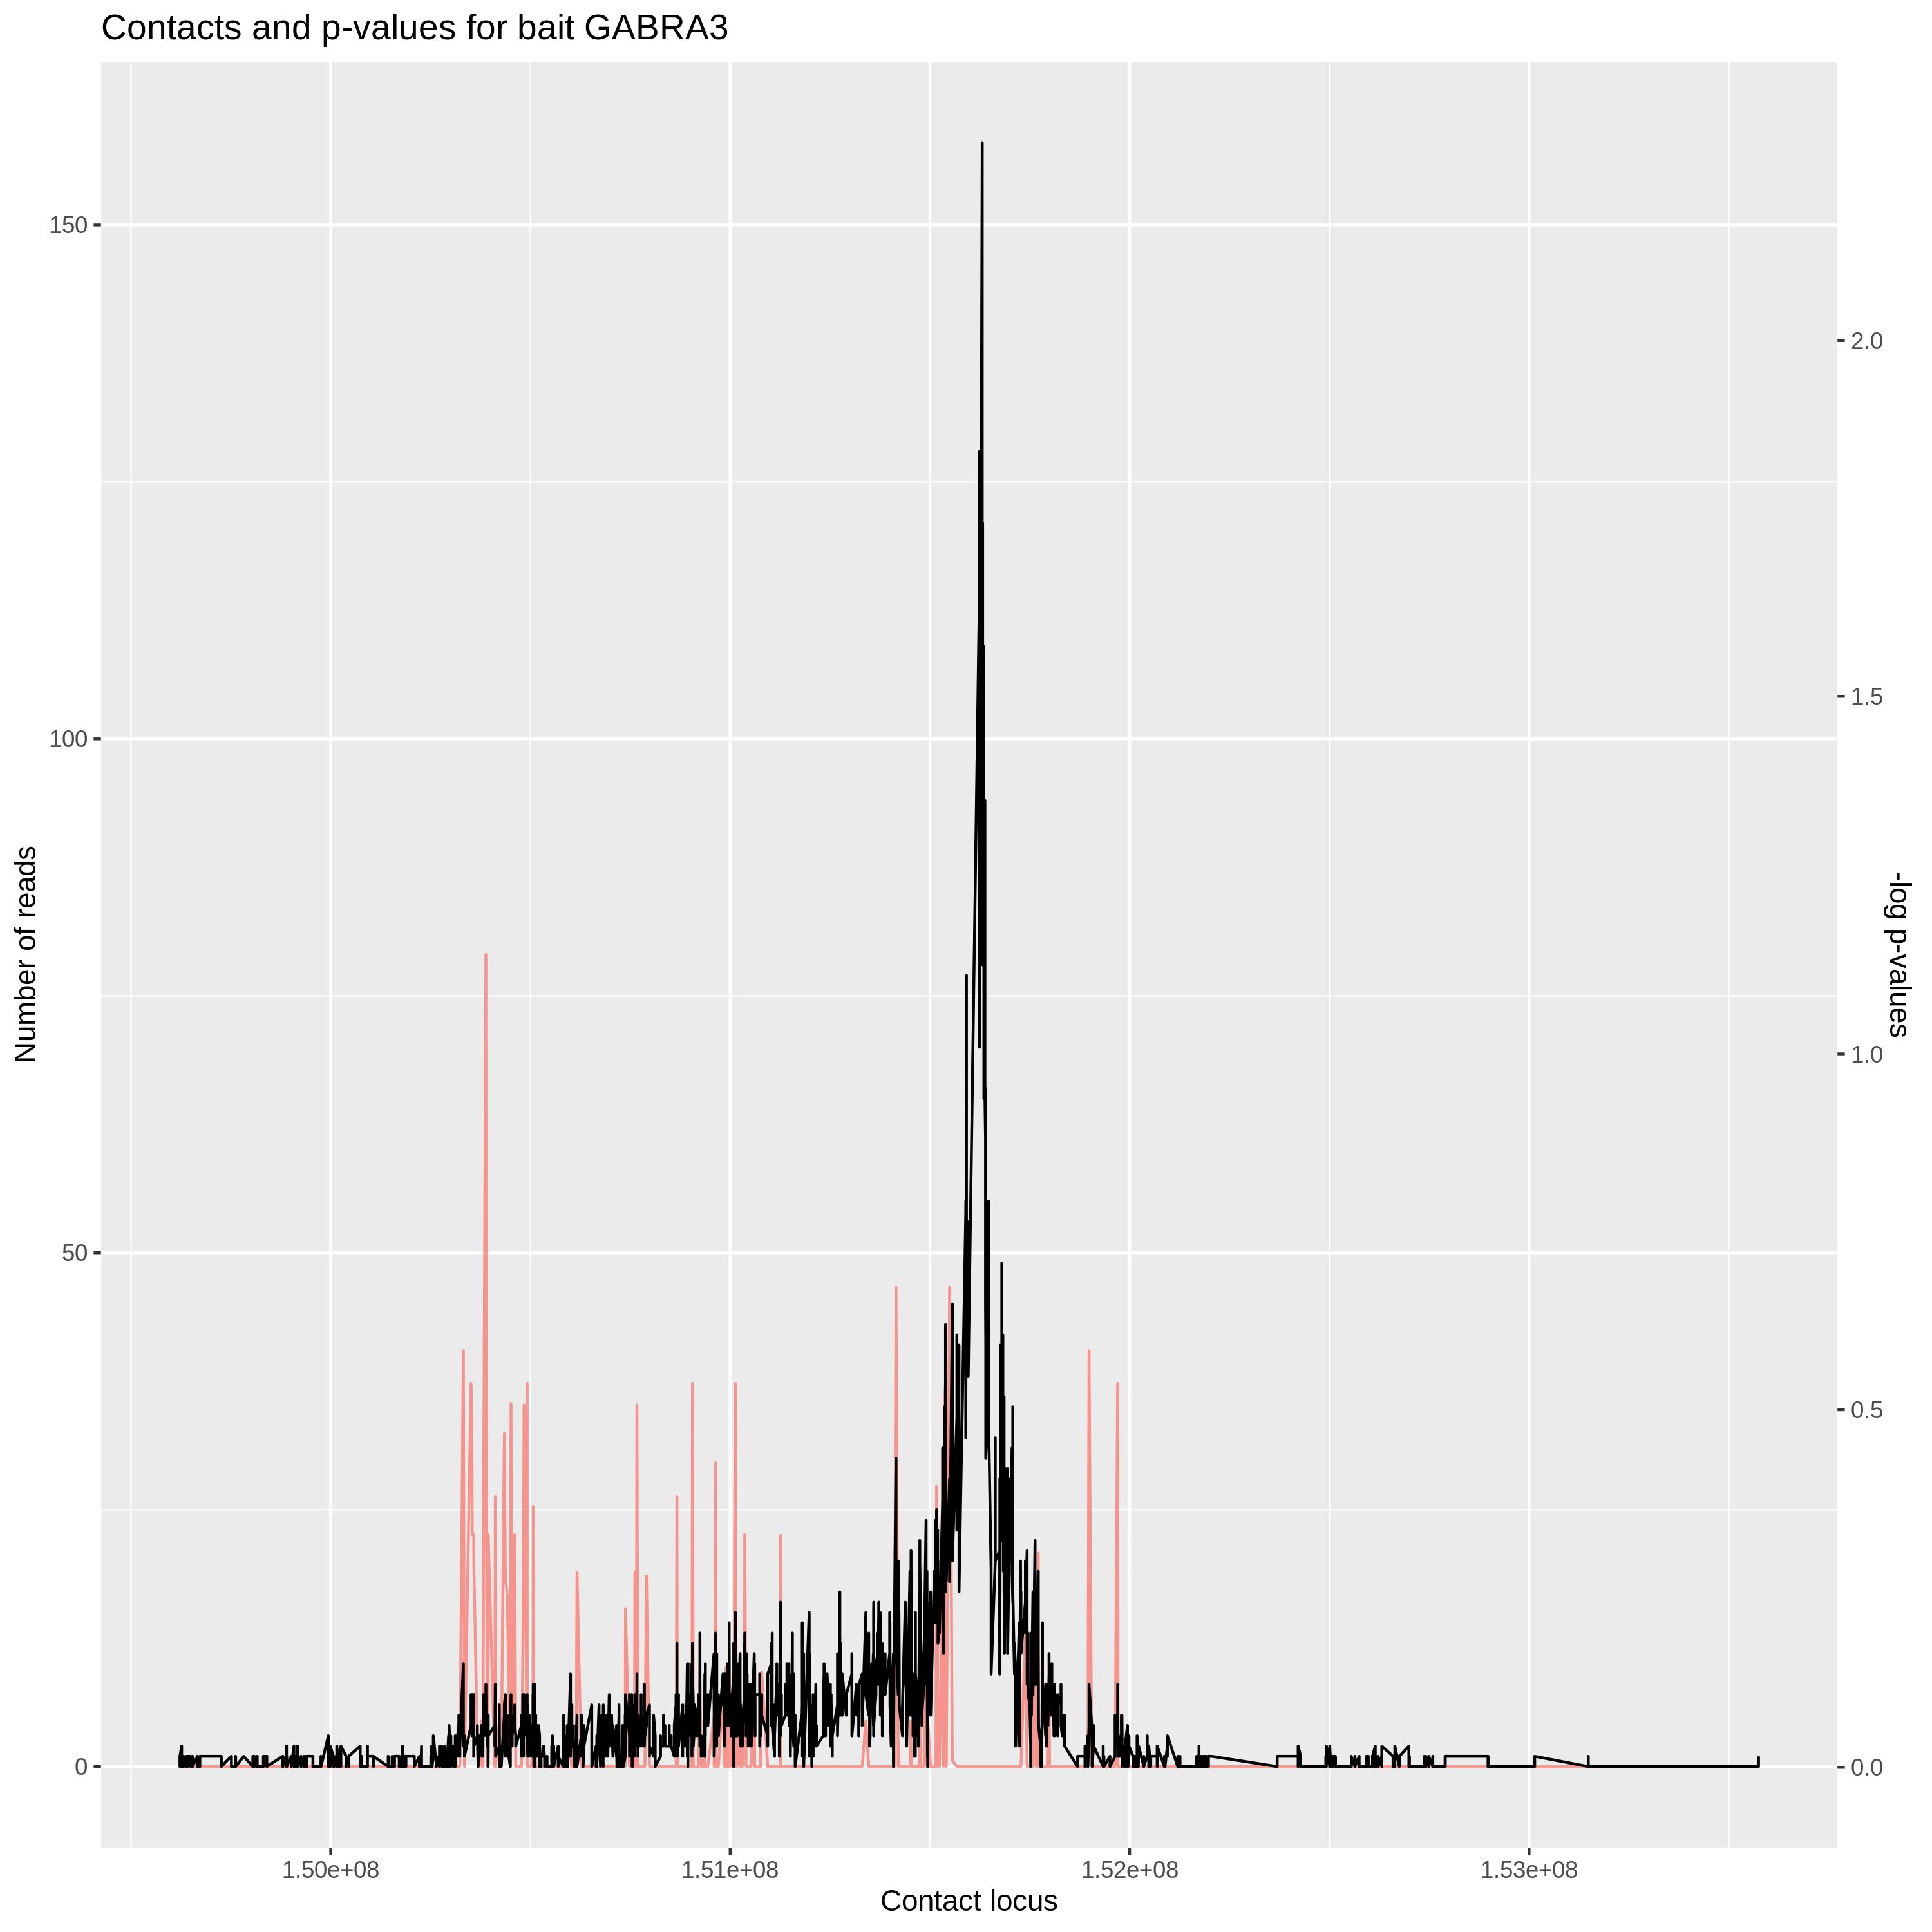 Contacts and p-values for bait GABRA3
150
100
50
0
Number of reads
2.0
1.5
1.0
0.5
0.0
-log p-values
1.50e+08
1.51e+08
1.52e+08
1.53e+08
Contact locus